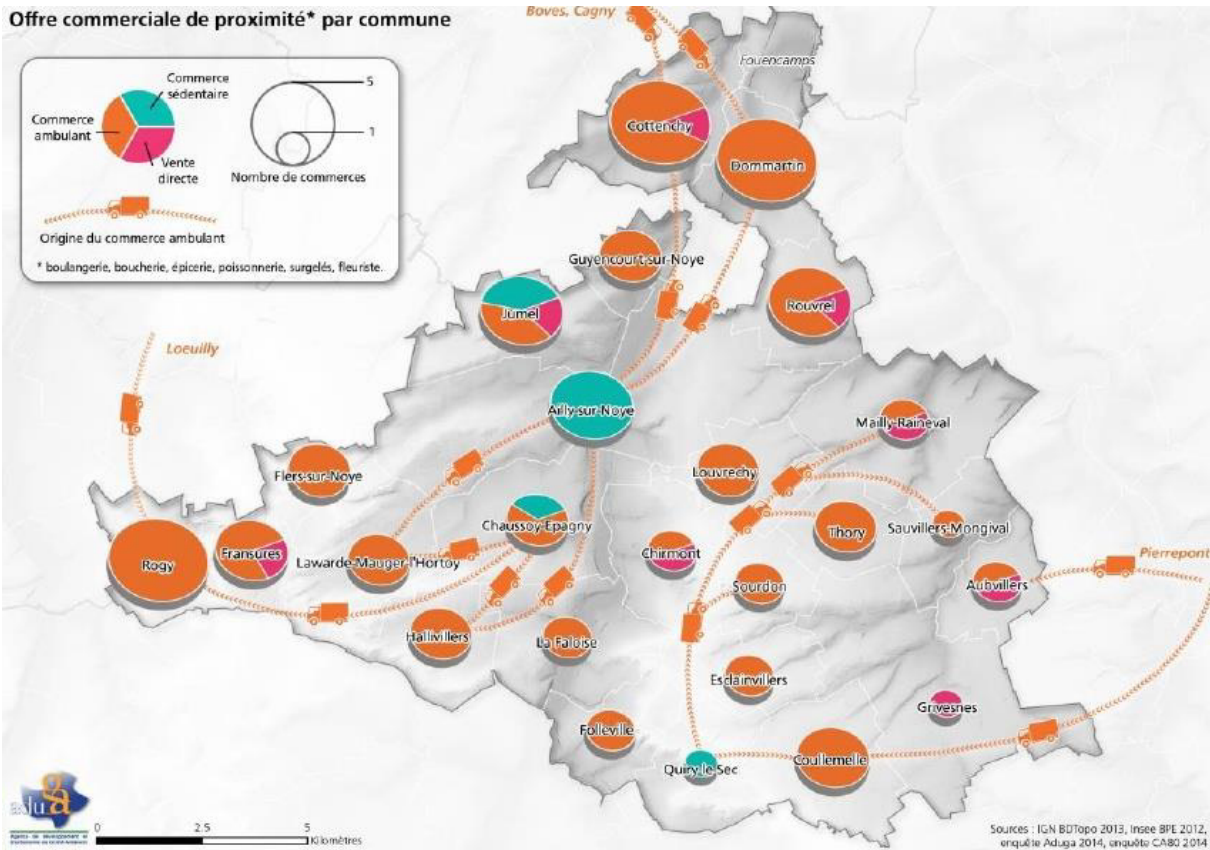 Offre commerciale de proximité* par commune
Commerce
sédentaire
Commerce
ambulant
Vente
directe
5
1
Nombre de commerces
Origine du commerce ambulant
* boulangerie, boucherie, épicerie, poissonnerie, surgelés, fleuriste.
Boves, Cagny
Fouencamps
Cottenchy
Dommartin
Guyencourt-sur-Noye
Jumel
Rouvrel
Loeuilly
Ailly-sur-Noye
Mailly-Raineval
Flers-sur-Noye
Louvrechy
Chaussoy-Epagny
Thory
Sauvillers-Mongival
Rogy
Fransures
Lawarde-Mauger-l'Hortoy
Chirmont
Pierrepont
Sourdon
Aubvillers
Hallivillers
La Faloise
Esclainvillers
Grivesnes
Folleville
Quiry-le-Sec
Coullemelle
aduga
0
2.5
5
Kilomètres
Sources : IGN BDTopo 2013, Insee BPE 2012,
enquête Aduga 2014, enquête CA80 2014